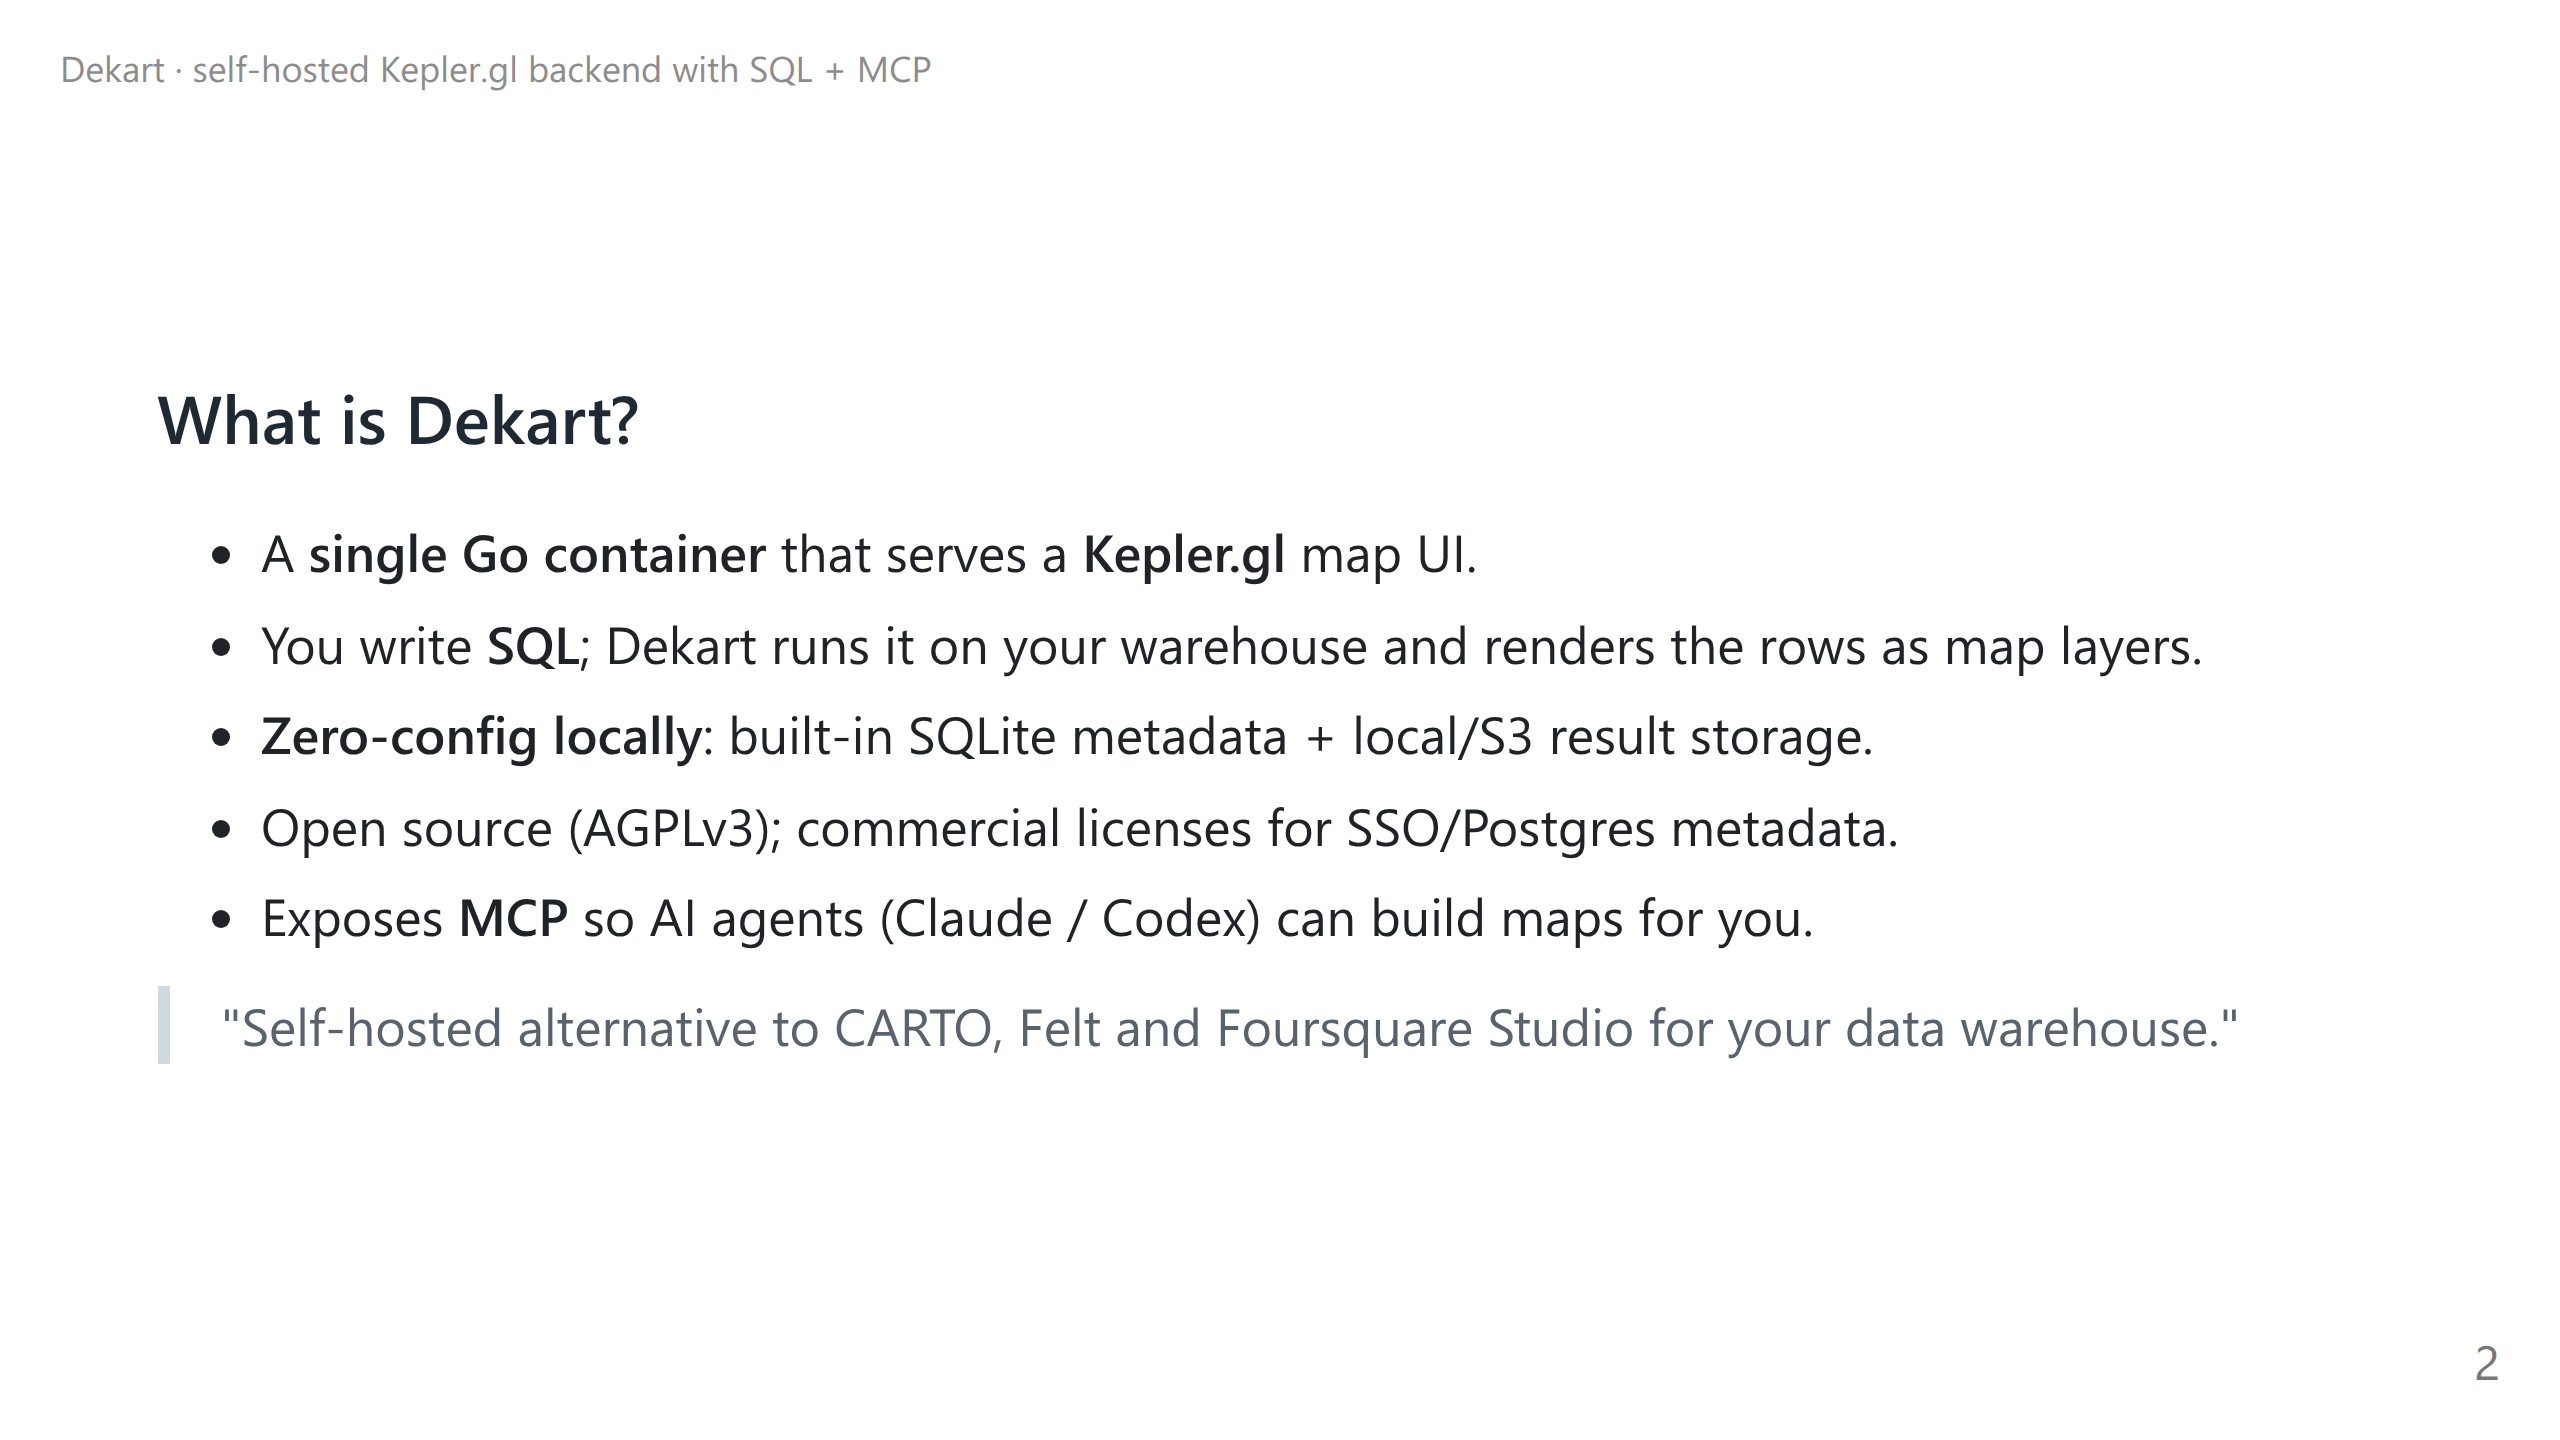 Dekart · self-hosted Kepler.gl backend with SQL + MCP
What is Dekart?
• A single Go container that serves a Kepler.gl map UI.
• You write SQL; Dekart runs it on your warehouse and renders the rows as map layers.
• Zero-config locally: built-in SQLite metadata + local/S3 result storage.
• Open source (AGPLv3); commercial licenses for SSO/Postgres metadata.
• Exposes MCP so AI agents (Claude / Codex) can build maps for you.
"Self-hosted alternative to CARTO, Felt and Foursquare Studio for your data warehouse."
2